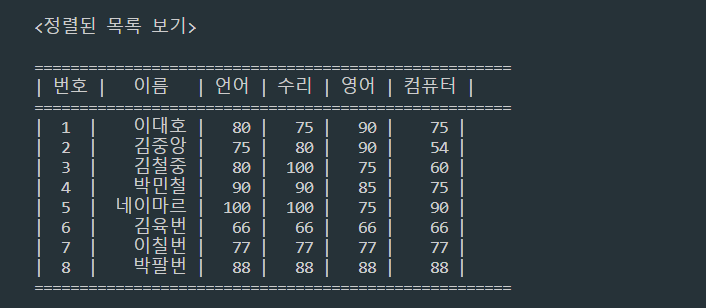 <정렬된 목록 보기>
=====================================================
| 번호 | 이름 | 언어 | 수리 | 영어 | 컴퓨터 |
=====================================================
| 1 | 이대호 | 80 | 75 | 90 | 75 |
| 2 | 김중앙 | 75 | 80 | 90 | 54 |
| 3 | 김철중 | 80 | 100 | 75 | 60 |
| 4 | 박민철 | 90 | 90 | 85 | 75 |
| 5 | 네이마르 | 100 | 100 | 75 | 90 |
| 6 | 김육번 | 66 | 66 | 66 | 66 |
| 7 | 이칠번 | 77 | 77 | 77 | 77 |
| 8 | 박팔번 | 88 | 88 | 88 | 88 |
=====================================================